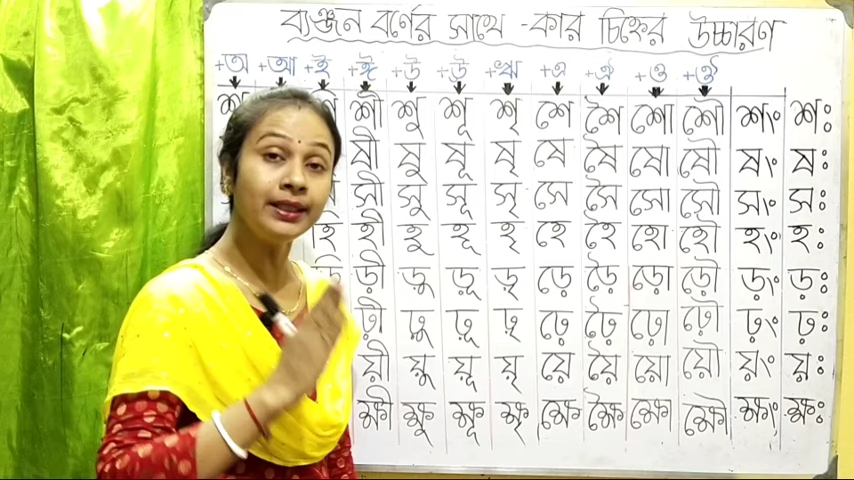 ব্যঞ্জন বর্ণের সাথে -কার চিহ্নের উচ্চারণ
+অ +আ +ই +ঈ +উ +ঊ +ঋ +এ +ঐ +ও +ঔ
শী শু শূ শৃ শে শৈ শো শৌ শং শঃ
ষী ষু ষূ ষৃ ষে ষৈ ষো ষৌ ষং ষঃ
সী সু সূ সৃ সে সৈ সো সৌ সং সঃ
হি হী হু হূ হৃ হে হৈ হো হৌ হং হঃ
ড়ী ড়ু ড়ূ ড়ৃ ড়ে ড়ৈ ড়ো ড়ৌ ড়ং ড়ঃ
ঢ়ী ঢ়ু ঢ়ূ ঢ়ৃ ঢ়ে ঢ়ৈ ঢ়ো ঢ়ৌ ঢ়ং ঢ়ঃ
য়ী য়ু য়ূ য়ৃ য়ে য়ৈ য়ো য়ৌ য়ং য়ঃ
ক্ষী ক্ষু ক্ষূ ক্ষৃ ক্ষে ক্ষৈ ক্ষো ক্ষৌ ক্ষং ক্ষঃ